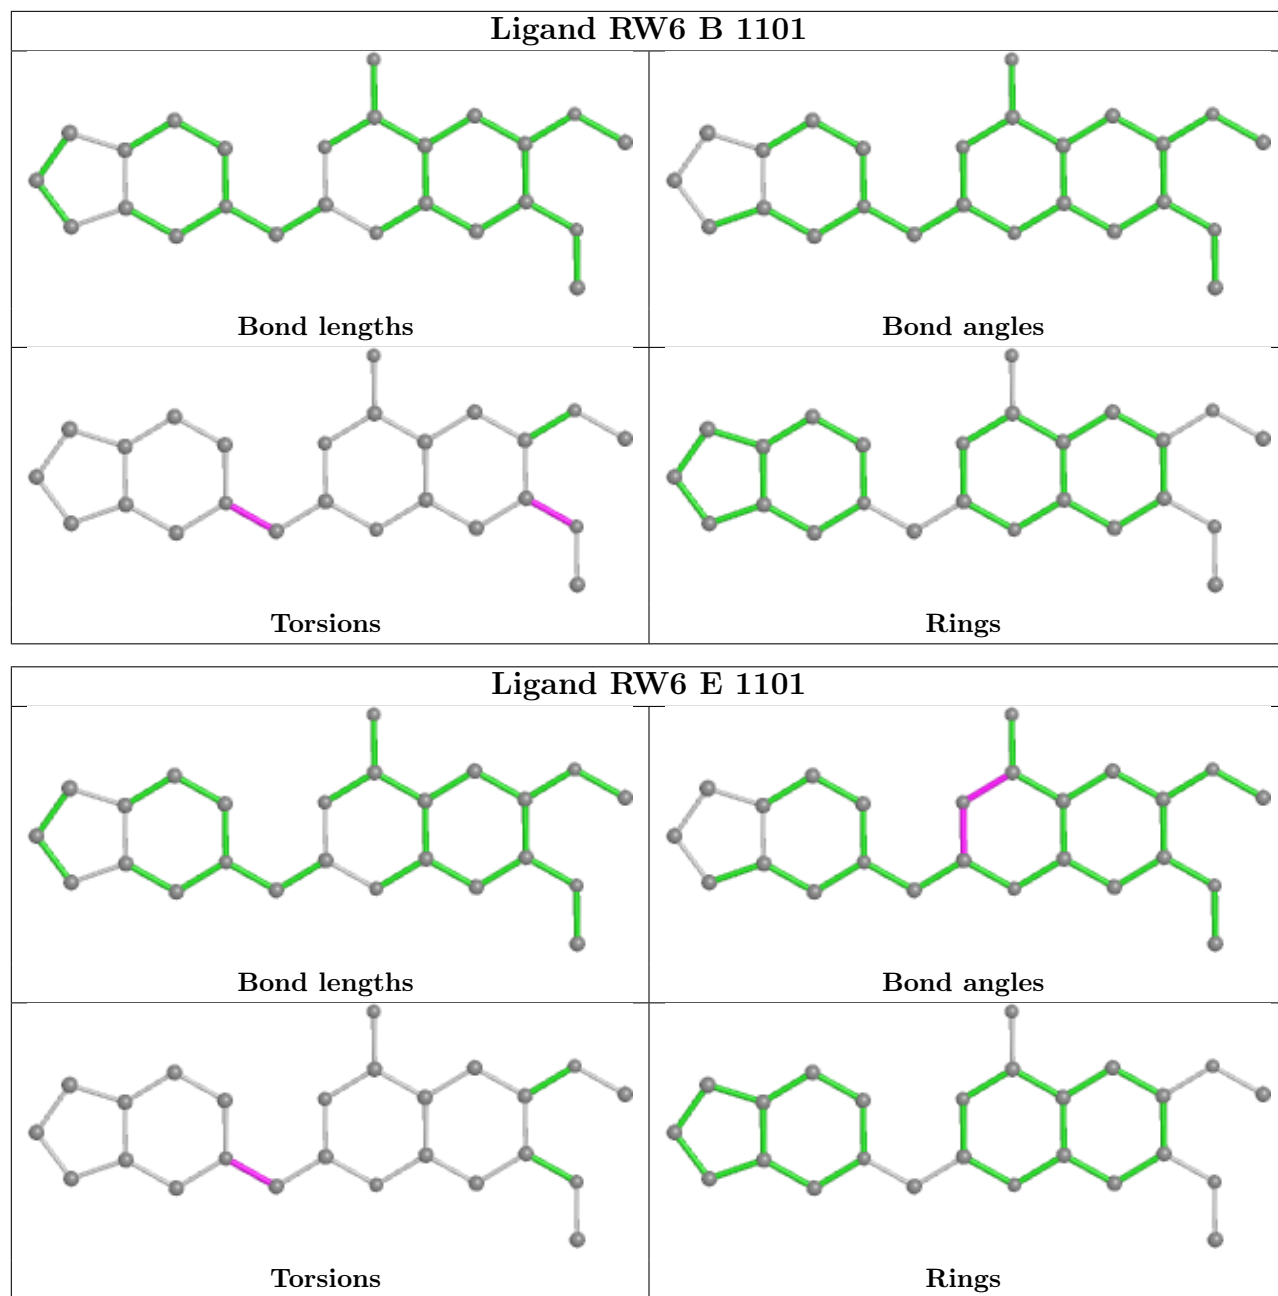 Ligand RW6 B 1101
Bond lengths
Bond angles
Torsions
Rings
Ligand RW6 E 1101
Bond lengths
Bond angles
Torsions
Rings